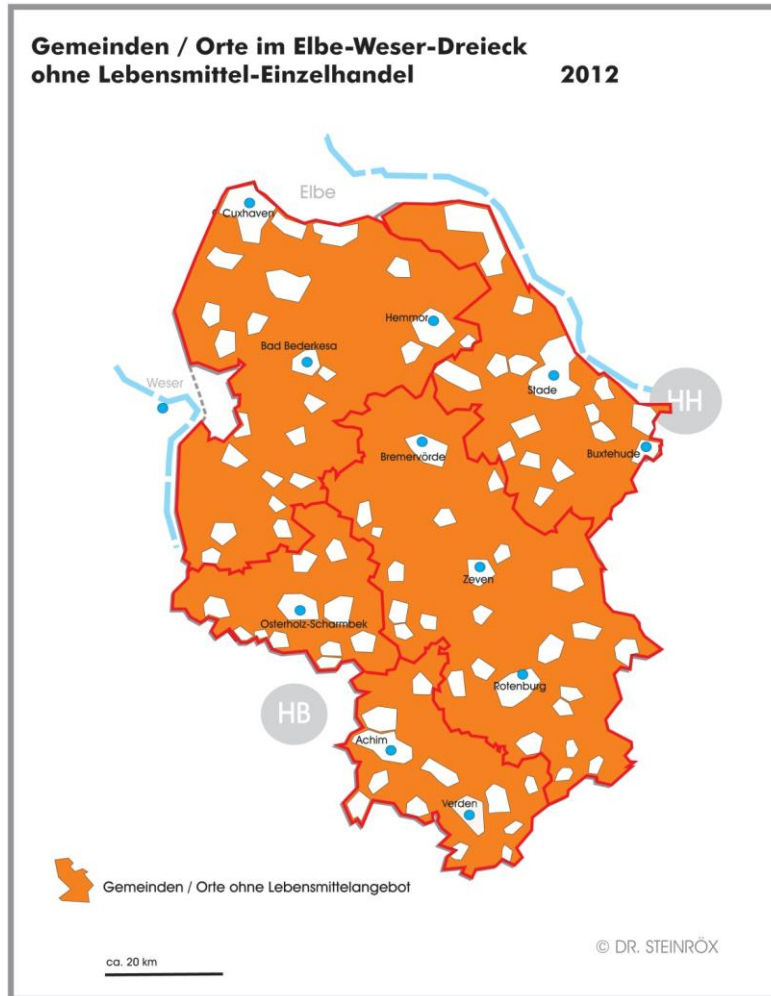 Gemeinden / Orte im Elbe-Weser-Dreieck
ohne Lebensmittel-Einzelhandel 2012
Elbe
Cuxhaven
Hemmor
Bad Bederkesa
Weser
Stade
HH
Bremervörde
Buxtehude
Zeven
Osterholz-Scharmbek
Rotenburg
HB
Achim
Verden
Gemeinden / Orte ohne Lebensmittelangebot
© DR. STEINRÖX
ca. 20 km